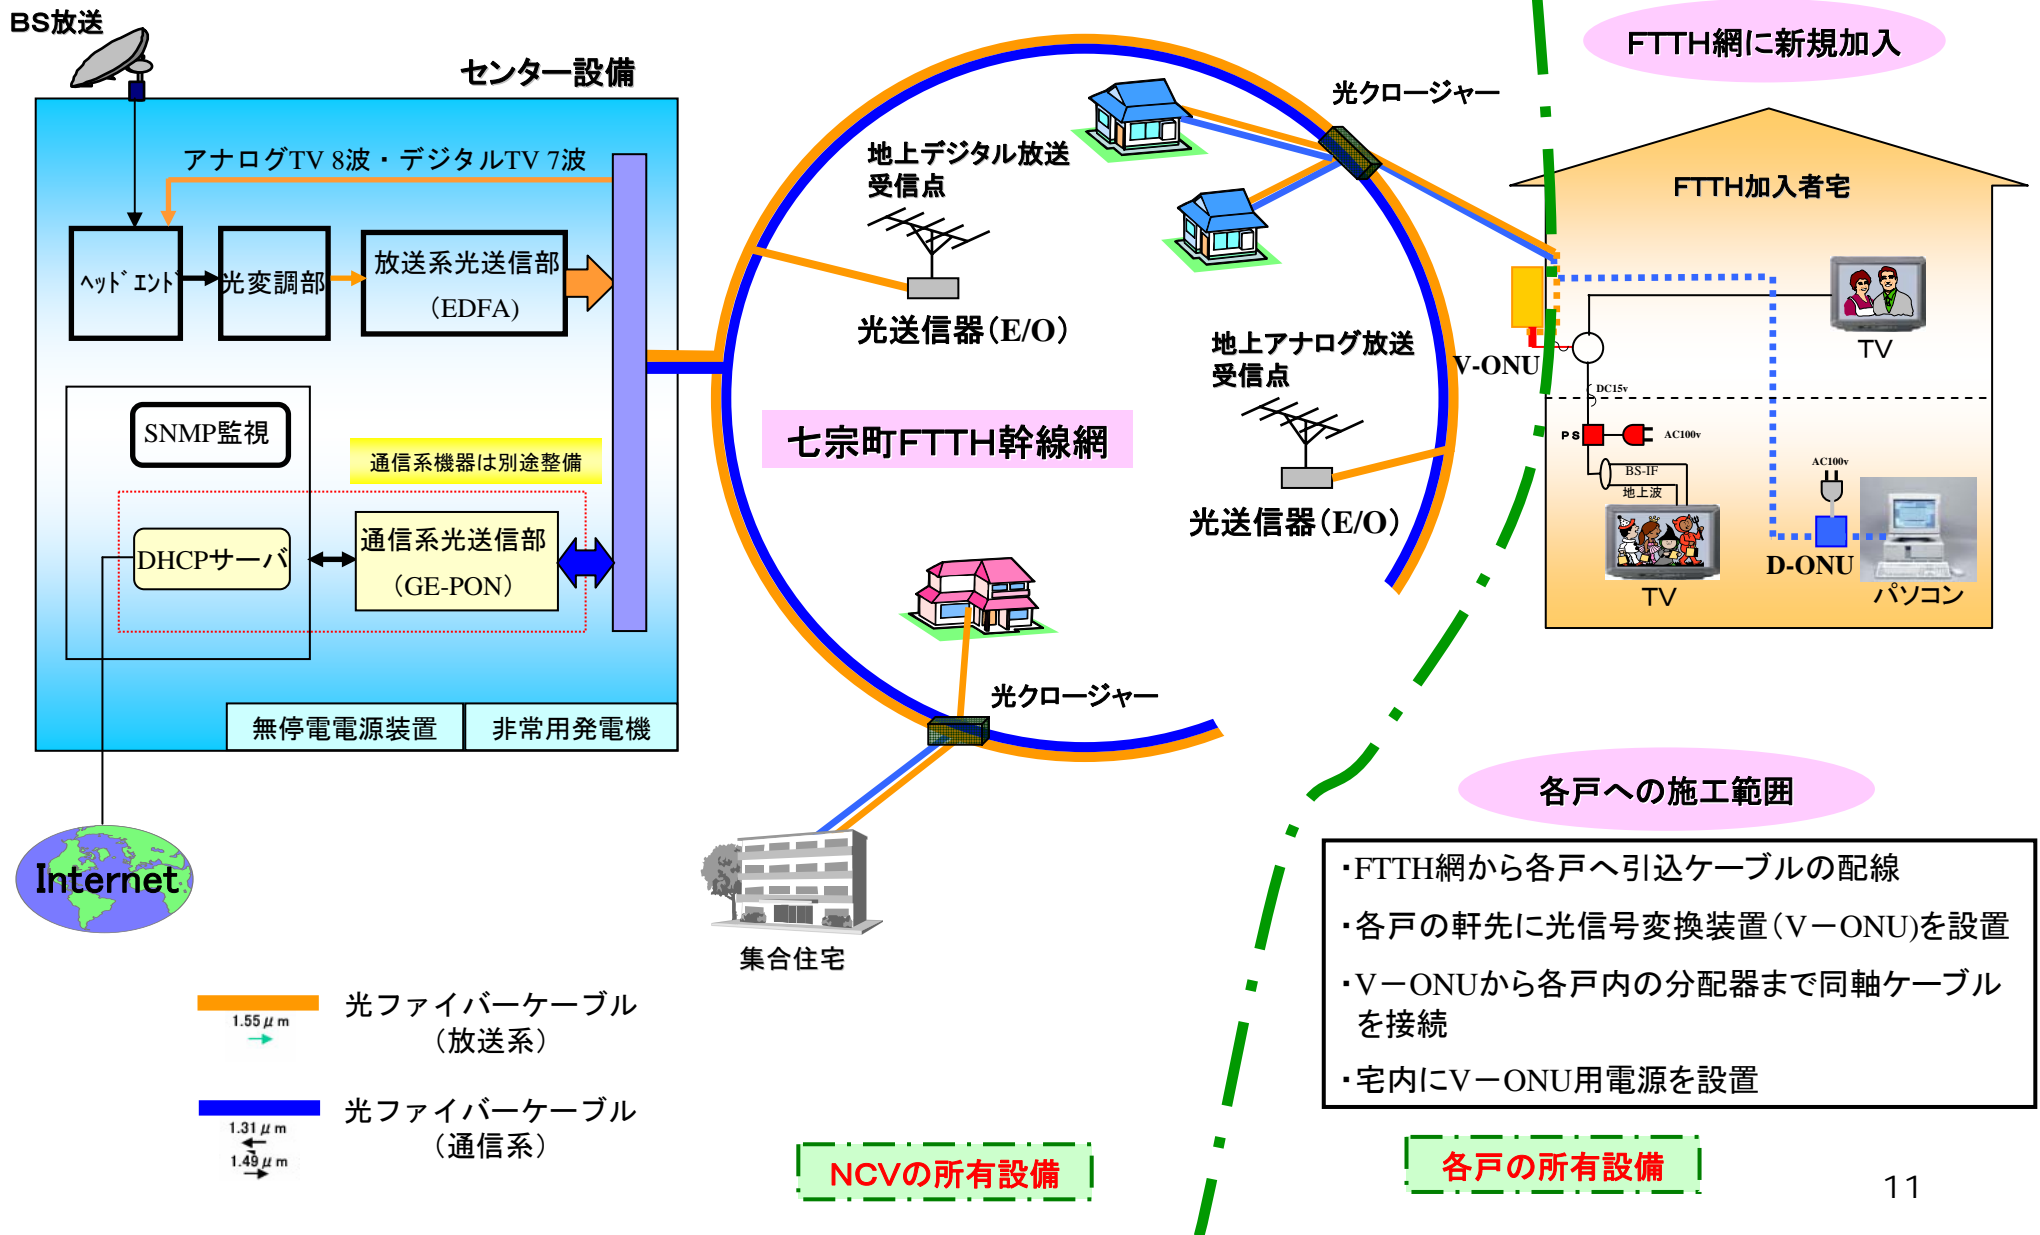 BS放送
センター設備
アナログTV 8波・デジタルTV 7波
ヘッドエンド
光変調部
放送系光送信部
(EDFA)
SNMP監視
通信系機器は別途整備
DHCPサーバ
通信系光送信部
(GE-PON)
無停電電源装置
非常用発電機
Internet
地上デジタル放送
受信点
光送信器(E/O)
光クロージャー
地上アナログ放送
受信点
光送信器(E/O)
七宗町FTTH幹線網
光クロージャー
集合住宅
FTTH網に新規加入
FTTH加入者宅
V-ONU
TV
DC15v
PS
AC100v
BS-IF
地上波
TV
AC100v
D-ONU
パソコン
各戸への施工範囲
・FTTH網から各戸へ引込ケーブルの配線
・各戸の軒先に光信号変換装置(V-ONU)を設置
・V-ONUから各戸内の分配器まで同軸ケーブル
を接続
・宅内にV-ONU用電源を設置
1.55μm
光ファイバーケーブル
(放送系)
1.31μm
1.49μm
光ファイバーケーブル
(通信系)
NCVの所有設備
各戸の所有設備
11